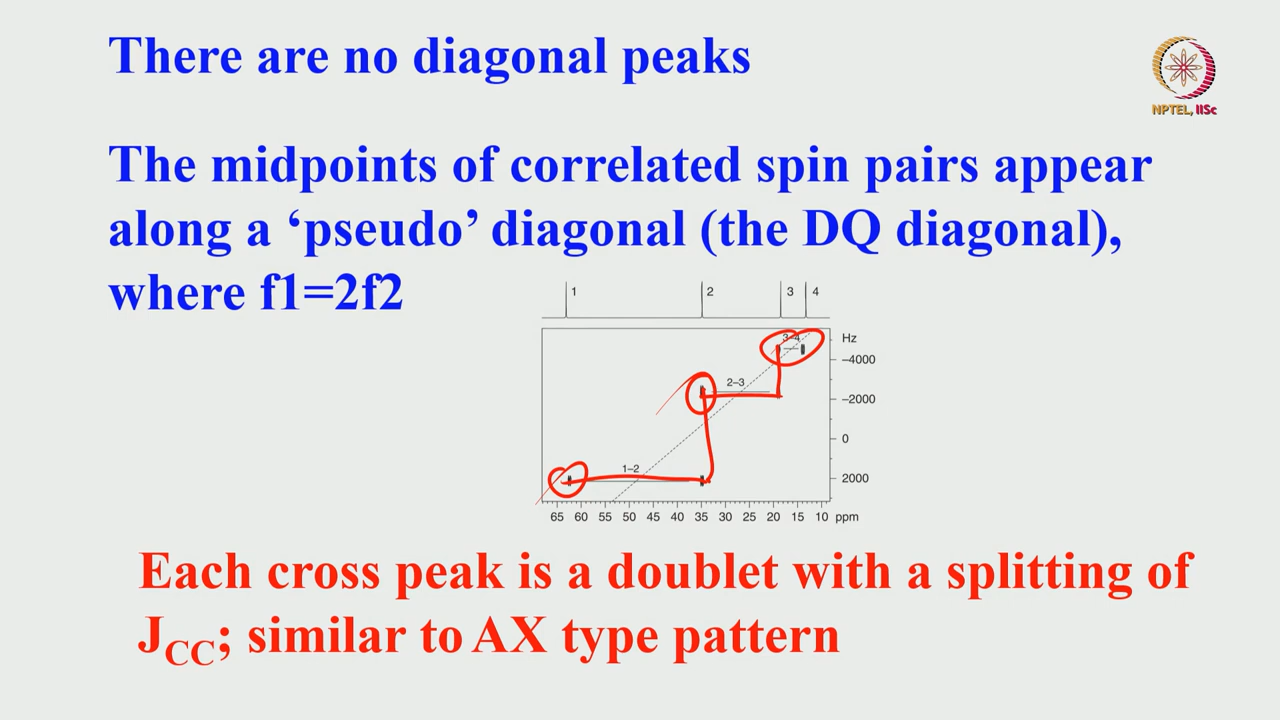 There are no diagonal peaks
NPTEL, IISc
The midpoints of correlated spin pairs appear
along a ‘pseudo’ diagonal (the DQ diagonal),
where f1=2f2
1 2 3 4
3–4
Hz
–4000
2–3
–2000
0
1–2
2000
65 60 55 50 45 40 35 30 25 20 15 10 ppm
Each cross peak is a doublet with a splitting of
JCC; similar to AX type pattern